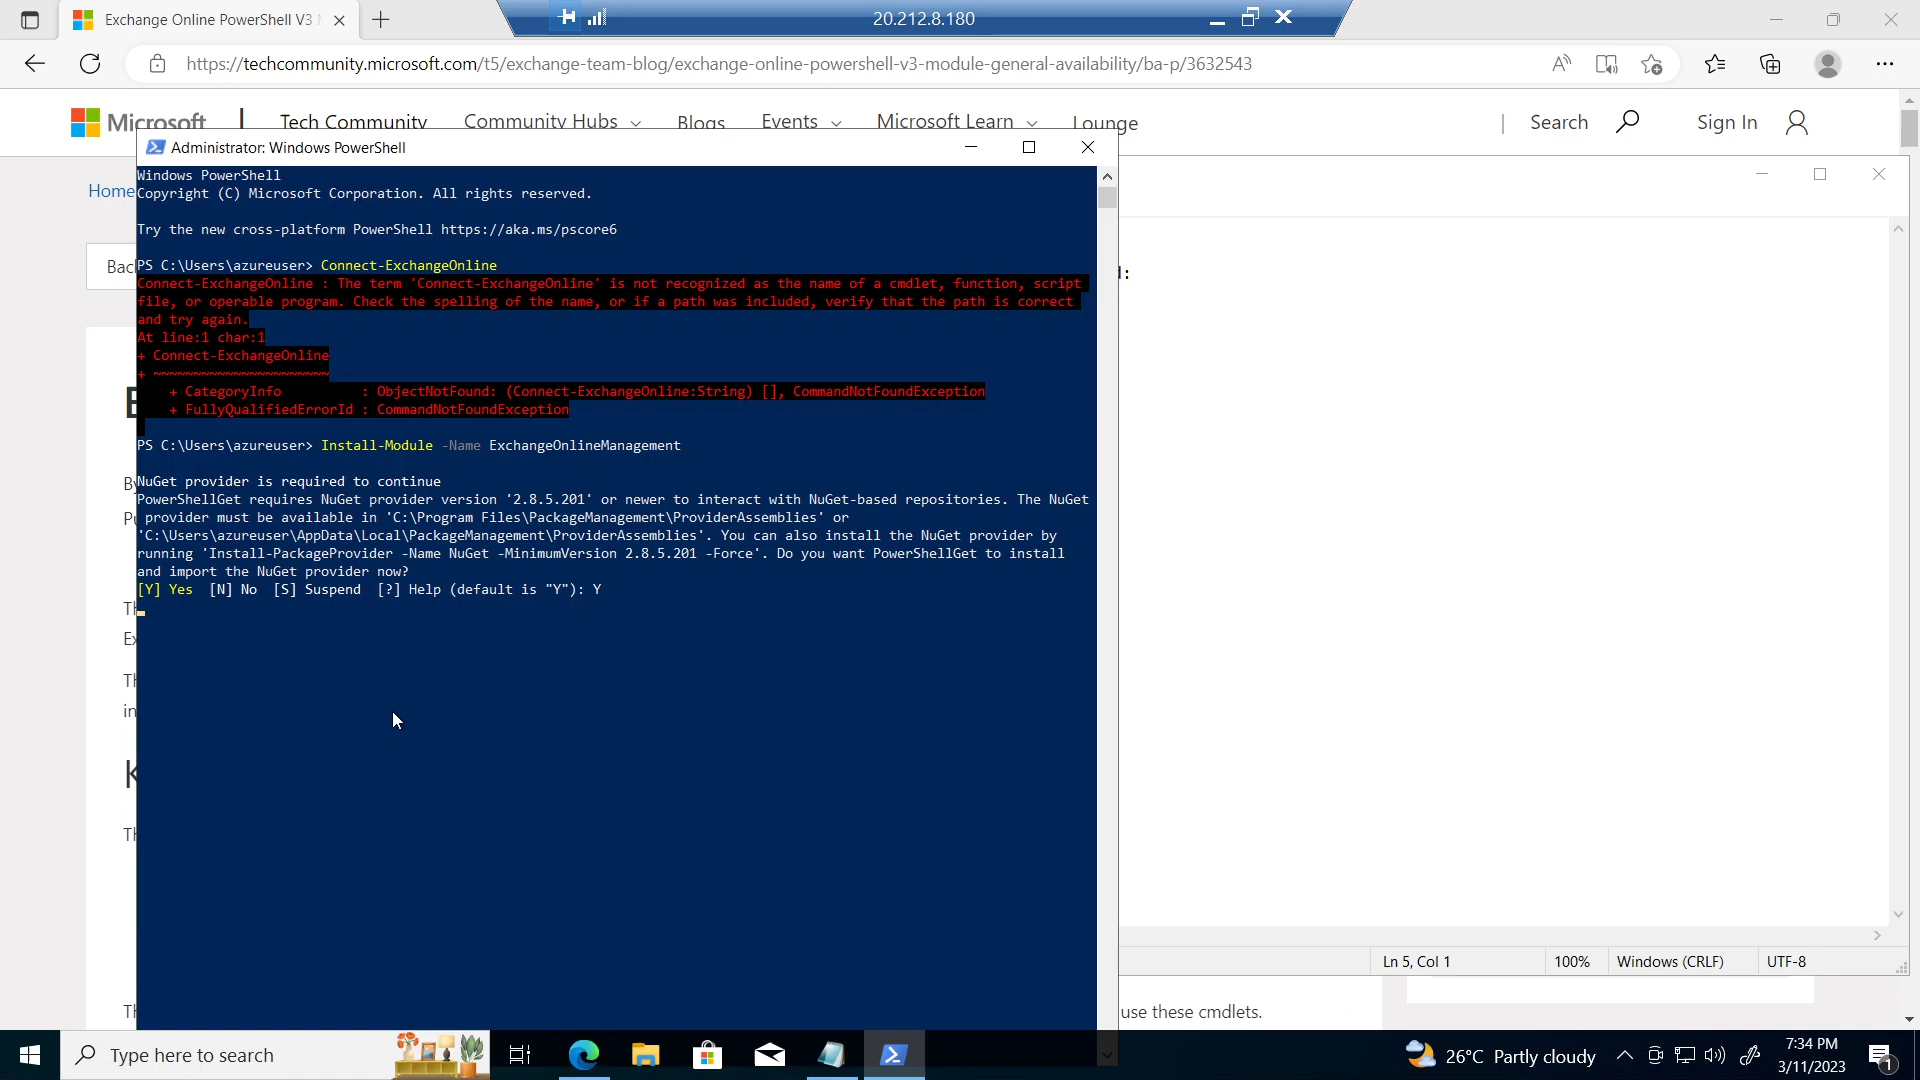 Exchange Online PowerShell V3
20.212.8.180
https://techcommunity.microsoft.com/t5/exchange-team-blog/exchange-online-powershell-v3-module-general-availability/ba-p/3632543
Microsoft
Tech Community
Community Hubs
Blogs
Events
Microsoft Learn
Lounge
Search
Sign In
Home
Administrator: Windows PowerShell
Windows PowerShell
Copyright (C) Microsoft Corporation. All rights reserved.
Try the new cross-platform PowerShell https://aka.ms/pscore6
PS C:\Users\azureuser> Connect-ExchangeOnline
Connect-ExchangeOnline : The term 'Connect-ExchangeOnline' is not recognized as the name of a cmdlet, function, script
file, or operable program. Check the spelling of the name, or if a path was included, verify that the path is correct
and try again.
At line:1 char:1
+ Connect-ExchangeOnline
+ ~~~~~~~~~~~~~~~~~~~~~~
+ CategoryInfo : ObjectNotFound: (Connect-ExchangeOnline:String) [], CommandNotFoundException
+ FullyQualifiedErrorId : CommandNotFoundException
PS C:\Users\azureuser> Install-Module -Name ExchangeOnlineManagement
NuGet provider is required to continue
PowerShellGet requires NuGet provider version '2.8.5.201' or newer to interact with NuGet-based repositories. The NuGet
provider must be available in 'C:\Program Files\PackageManagement\ProviderAssemblies' or
'C:\Users\azureuser\AppData\Local\PackageManagement\ProviderAssemblies'. You can also install the NuGet provider by
running 'Install-PackageProvider -Name NuGet -MinimumVersion 2.8.5.201 -Force'. Do you want PowerShellGet to install
and import the NuGet provider now?
[Y] Yes [N] No [S] Suspend [?] Help (default is "Y"): Y
Ln 5, Col 1
100%
Windows (CRLF)
UTF-8
use these cmdlets.
Type here to search
26°C Partly cloudy
7:34 PM
3/11/2023
1